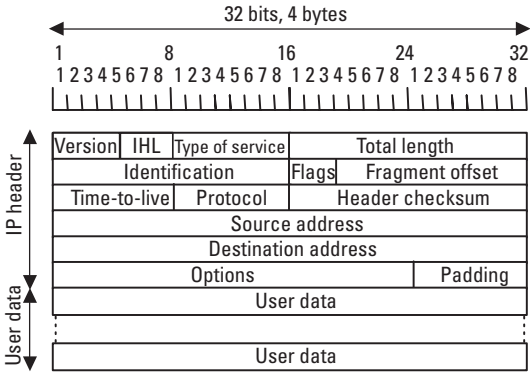 32 bits, 4 bytes
1 8 16 24 32
1 2 3 4 5 6 7 8 1 2 3 4 5 6 7 8 1 2 3 4 5 6 7 8 1 2 3 4 5 6 7 8
IP header
Version IHL Type of service Total length
Identification Flags Fragment offset
Time-to-live Protocol Header checksum
Source address
Destination address
Options Padding
User data
User data
User data